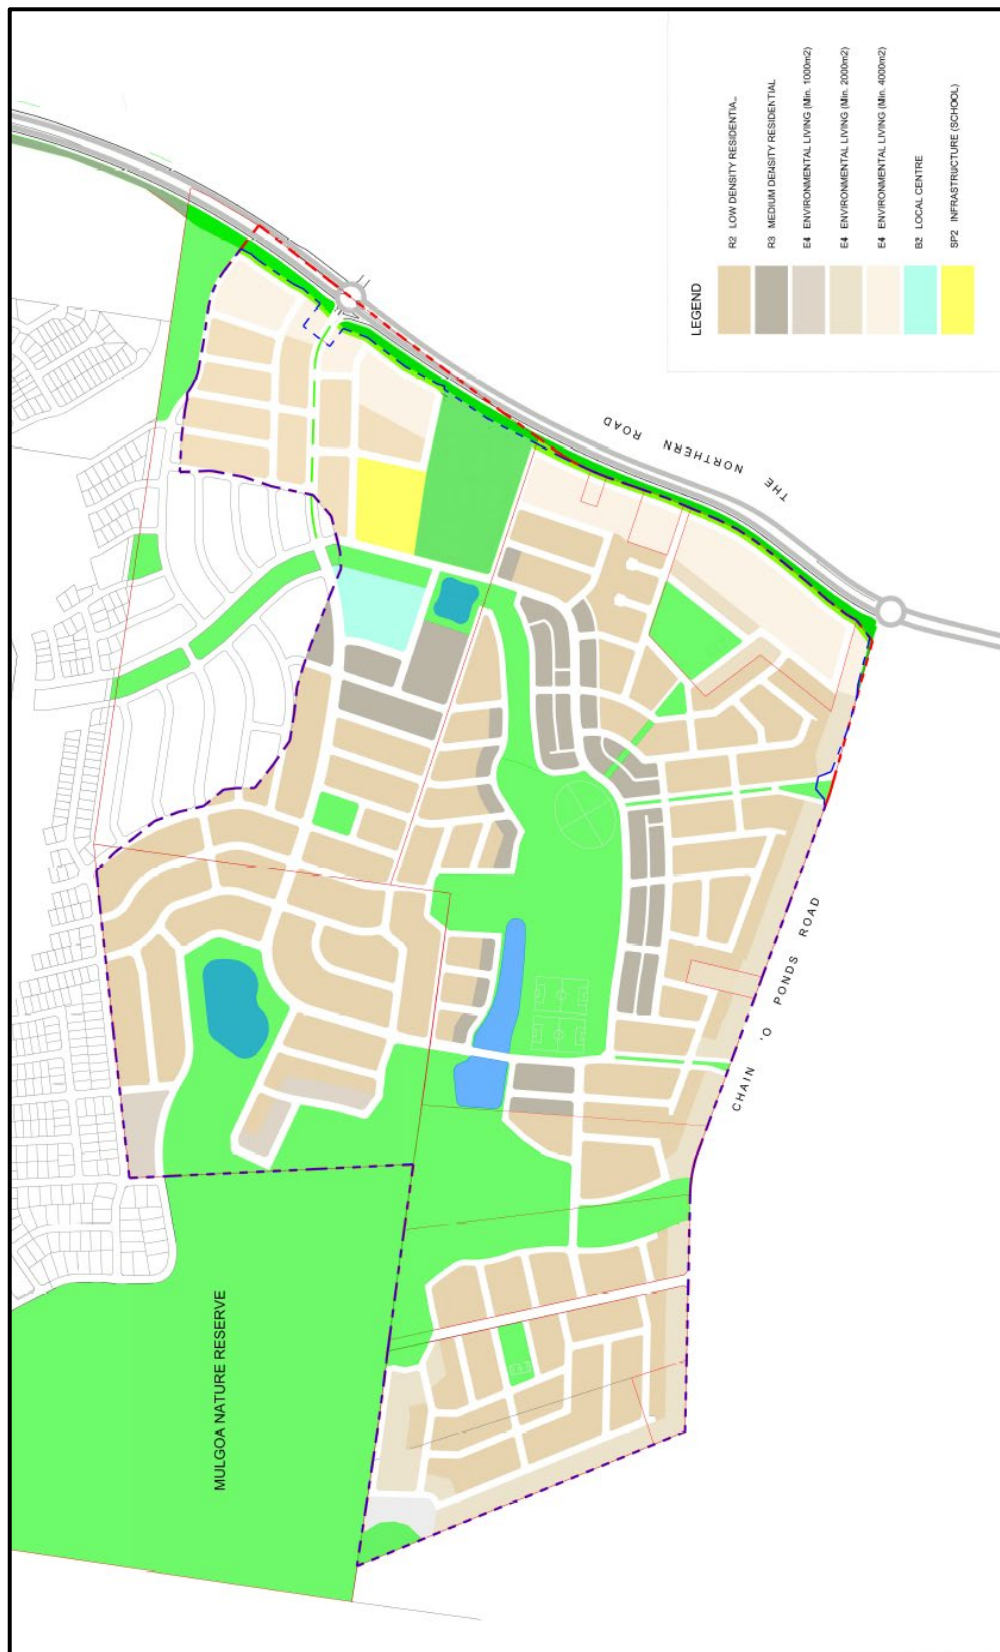 LEGEND
R2 LOW DENSITY RESIDENTIA_
R3 MEDIUM DENSITY RESIDENTIAL
E4 ENVIRONMENTAL LIVING (Min. 1000m2)
E4 ENVIRONMENTAL LIVING (Min. 2000m2)
E4 ENVIRONMENTAL LIVING (Min. 4000m2)
B2 LOCAL CENTRE
SP2 INFRASTRUCTURE (SCHOOL)
THE NORTHERN ROAD
CHAIN 'O PONDS ROAD
MULGOA NATURE RESERVE